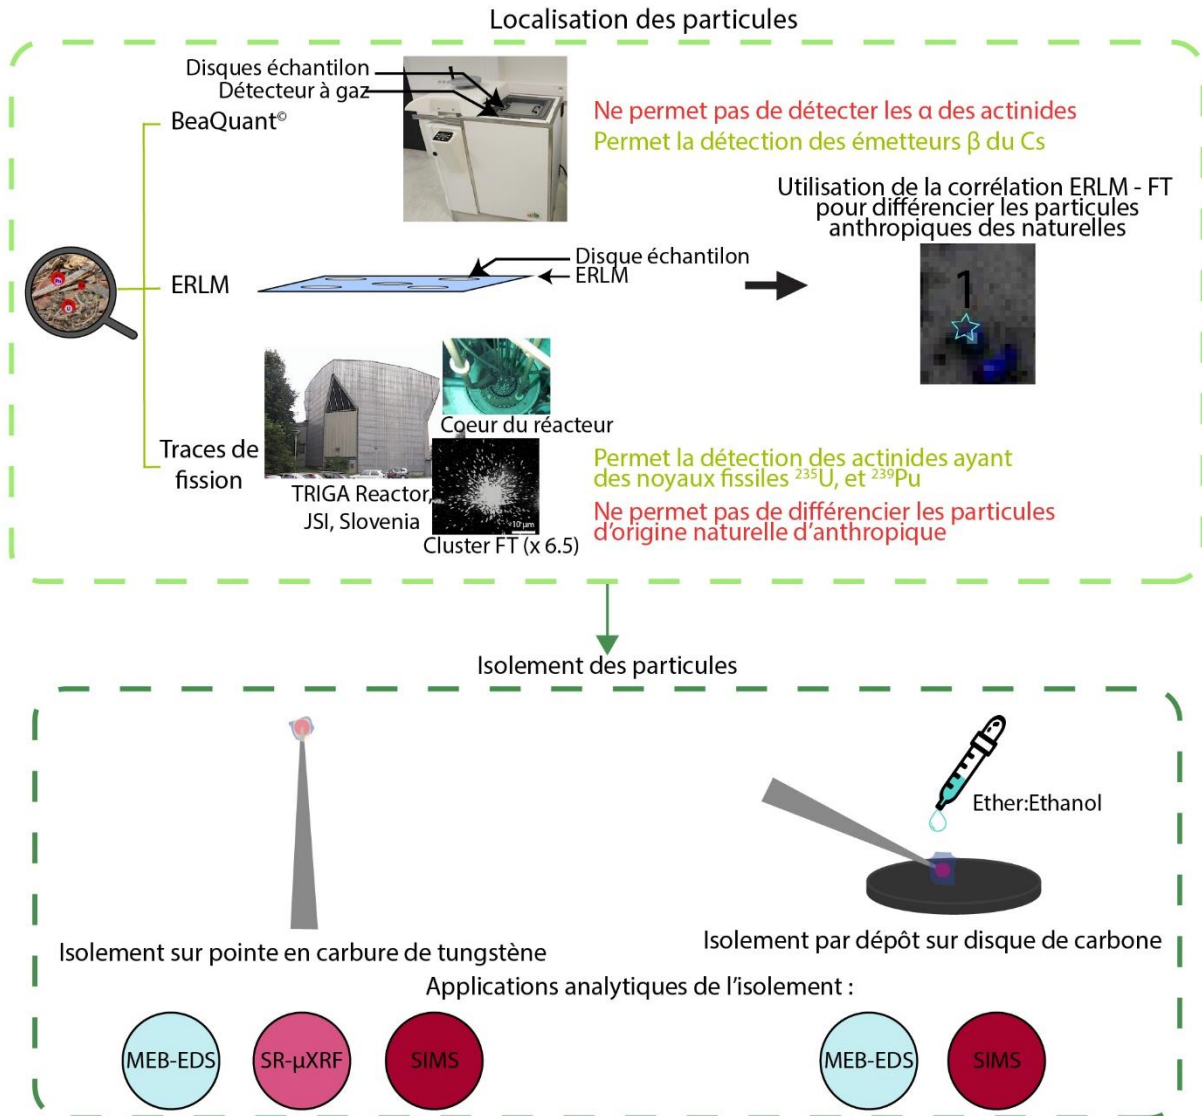 Localisation des particules
Disques échantilon
Détecteur à gaz
BeaQuant©
Ne permet pas de détecter les α des actinides
Permet la détection des émetteurs β du Cs
Utilisation de la corrélation ERLM - FT
pour différencier les particules
anthropiques des naturelles
1
ERLM
Disque échantilon
ERLM
Traces de
fission
Coeur du réacteur
TRIGA Reactor,
JSI, Slovenia
10 µm
Cluster FT (x 6.5)
Permet la détection des actinides ayant
des noyaux fissiles ²³⁵U, et ²³⁹Pu
Ne permet pas de différencier les particules
d’origine naturelle d’anthropique
Isolement des particules
Ether:Ethanol
Isolement sur pointe en carbure de tungstène
Isolement par dépôt sur disque de carbone
Applications analytiques de l’isolement :
MEB-EDS
SR-µXRF
SIMS
MEB-EDS
SIMS